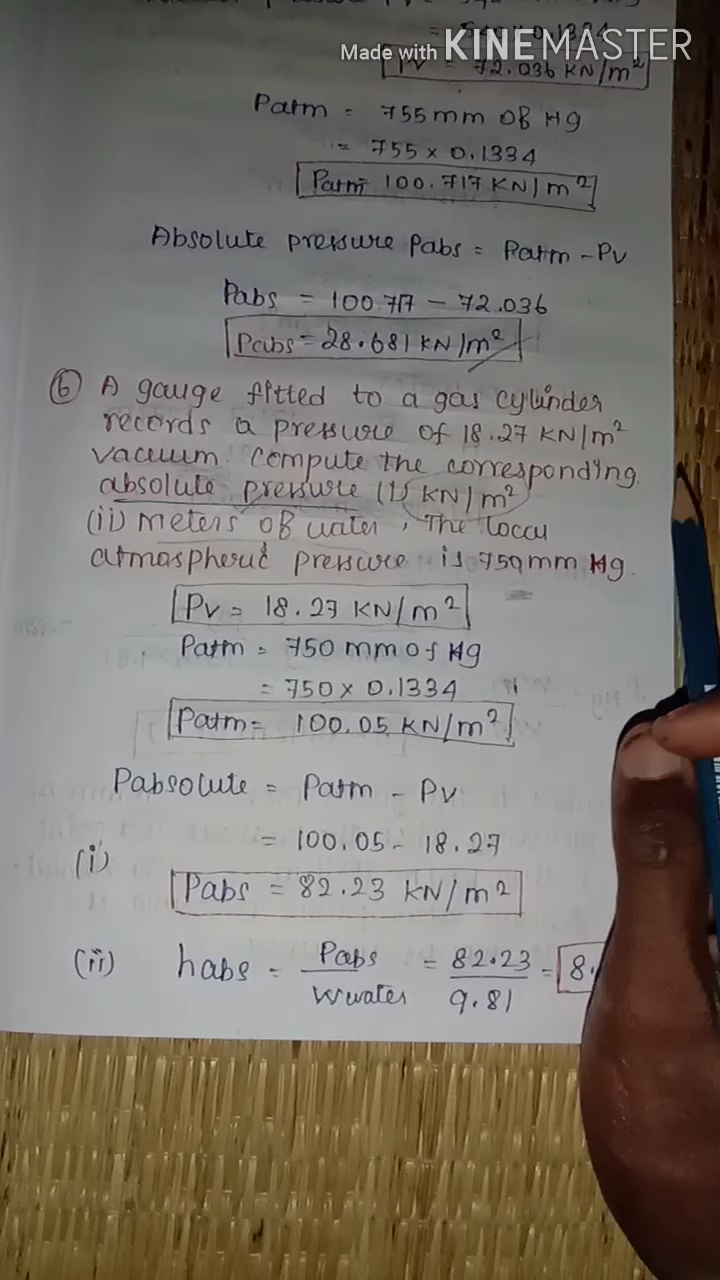 Made with KINEMASTER
Pv = 72.036 KN/m²
Patm = 755 mm OB Hg
= 755 × 0.1334
Patm= 100.717 KN/m²
Absolute pressure Pabs = Patm - Pv
Pabs = 100.717 - 72.036
Pabs = 28.681 KN/m²
⑥ A gauge fitted to a gas cylinder
records a pressure of 18.27 KN/m²
vacuum. Compute the corresponding
absolute pressure (i) KN/m²
(ii) meters OB water, The local
atmospheric pressure is 750mm Hg.
Pv = 18.27 KN/m²
Patm = 750 mm of Hg
= 750 × 0.1334
Patm= 100.05 KN/m²
Pabsolute = Patm - Pv
= 100.05 - 18.27
(i)
Pabs = 82.23 KN/m²
(ii) habs = Pabs / Wwater = 82.23 / 9.81 = 8.